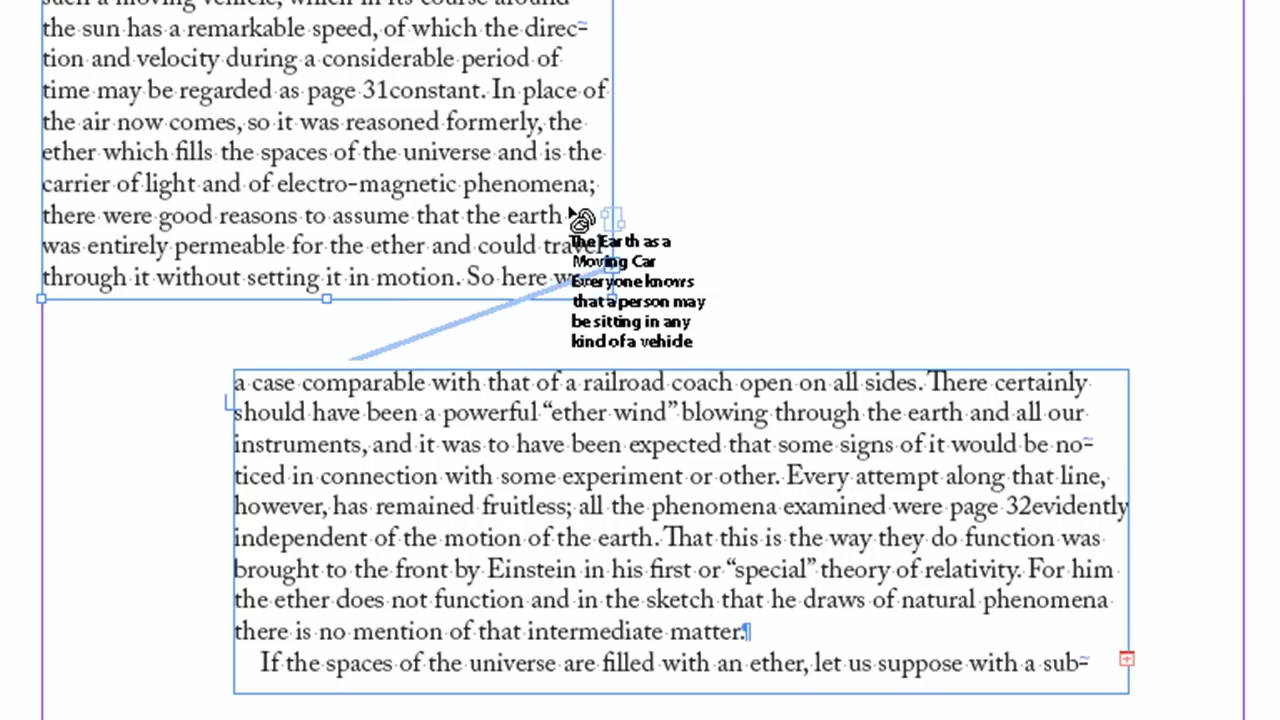 such a moving vehicle, which in its course around
the sun has a remarkable speed, of which the direc-
tion and velocity during a considerable period of
time may be regarded as page 31constant. In place of
the air now comes, so it was reasoned formerly, the
ether which fills the spaces of the universe and is the
carrier of light and of electro-magnetic phenomena;
there were good reasons to assume that the earth
was entirely permeable for the ether and could travel
through it without setting it in motion. So here we
The Earth as a
Moving Car
Everyone knows
that a person may
be sitting in any
kind of a vehicle
a case comparable with that of a railroad coach open on all sides. There certainly
should have been a powerful “ether wind” blowing through the earth and all our
instruments, and it was to have been expected that some signs of it would be no-
ticed in connection with some experiment or other. Every attempt along that line,
however, has remained fruitless; all the phenomena examined were page 32evidently
independent of the motion of the earth. That this is the way they do function was
brought to the front by Einstein in his first or “special” theory of relativity. For him
the ether does not function and in the sketch that he draws of natural phenomena
there is no mention of that intermediate matter.¶
If the spaces of the universe are filled with an ether, let us suppose with a sub-